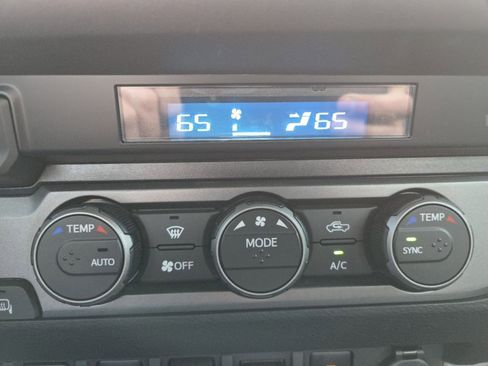 65 65
TEMP MODE TEMP
AUTO OFF A/C SYNC